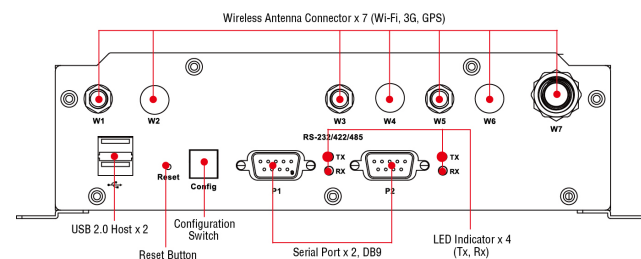 Wireless Antenna Connector x 7 (Wi-Fi, 3G, GPS)
W1
W2
W3
W4
W5
W6
W7
RS-232/422/485
TX
RX
TX
RX
Reset
Config
P1
P2
USB 2.0 Host x 2
Configuration
Switch
Reset Button
Serial Port x 2, DB9
LED Indicator x 4
(Tx, Rx)